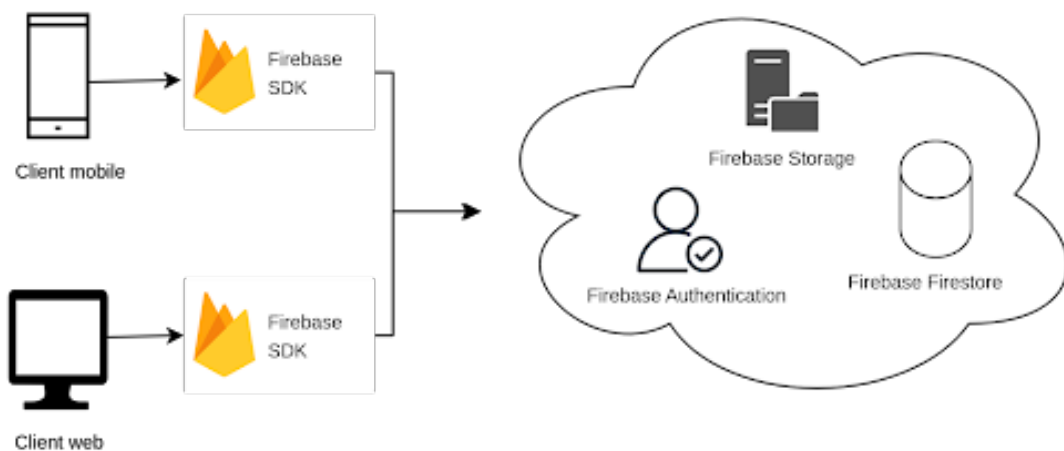 Firebase
SDK
Client mobile
Firebase Storage
Firebase Authentication
Firebase Firestore
Firebase
SDK
Client web